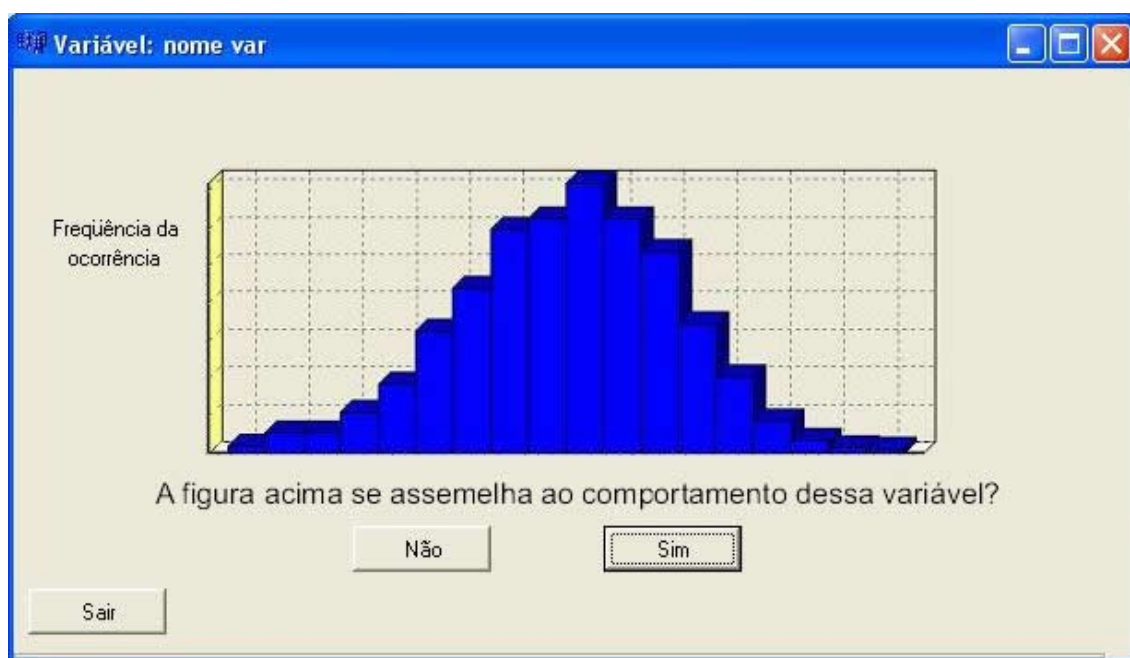 Variável: nome var
Freqüência da
ocorrência
A figura acima se assemelha ao comportamento dessa variável?
Não
Sim
Sair